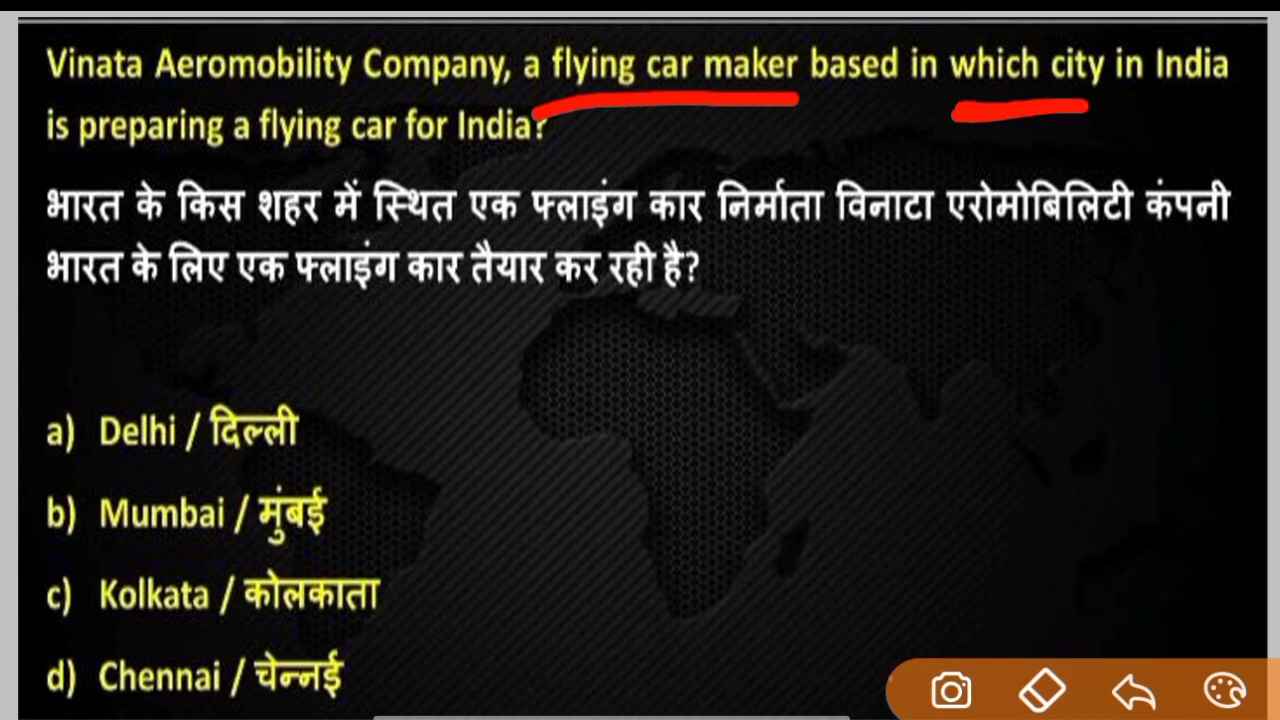 Vinata Aeromobility Company, a flying car maker based in which city in India
is preparing a flying car for India?
भारत के किस शहर में स्थित एक फ्लाइंग कार निर्माता विनाटा एरोमोबिलिटी कंपनी
भारत के लिए एक फ्लाइंग कार तैयार कर रही है?
a) Delhi / दिल्ली
b) Mumbai / मुंबई
c) Kolkata / कोलकाता
d) Chennai / चेन्नई